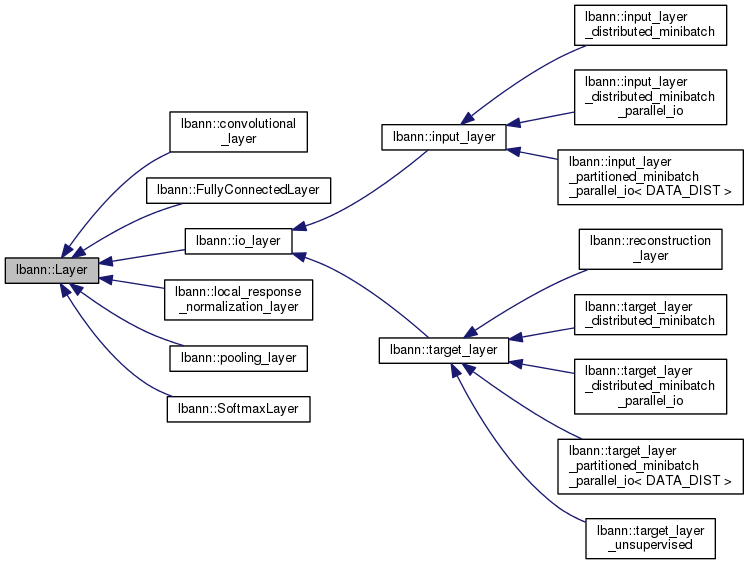 lbann::Layer
lbann::convolutional
_layer
lbann::FullyConnectedLayer
lbann::io_layer
lbann::local_response
_normalization_layer
lbann::pooling_layer
lbann::SoftmaxLayer
lbann::input_layer
lbann::target_layer
lbann::input_layer
_distributed_minibatch
lbann::input_layer
_distributed_minibatch
_parallel_io
lbann::input_layer
_partitioned_minibatch
_parallel_io< DATA_DIST >
lbann::reconstruction
_layer
lbann::target_layer
_distributed_minibatch
lbann::target_layer
_distributed_minibatch
_parallel_io
lbann::target_layer
_partitioned_minibatch
_parallel_io< DATA_DIST >
lbann::target_layer
_unsupervised